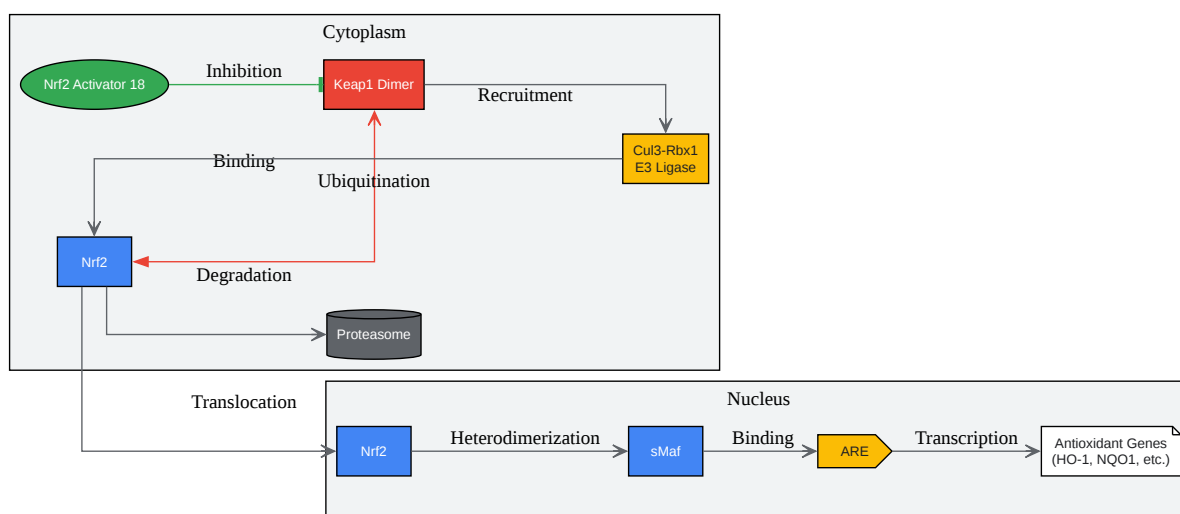 Cytoplasm
Nrf2 Activator 18
Inhibition
Keap1 Dimer
Recruitment
Cul3-Rbx1
E3 Ligase
Binding
Ubiquitination
Nrf2
Degradation
Proteasome
Translocation
Nucleus
Nrf2
Heterodimerization
sMaf
Binding
ARE
Transcription
Antioxidant Genes
(HO-1, NQO1, etc.)